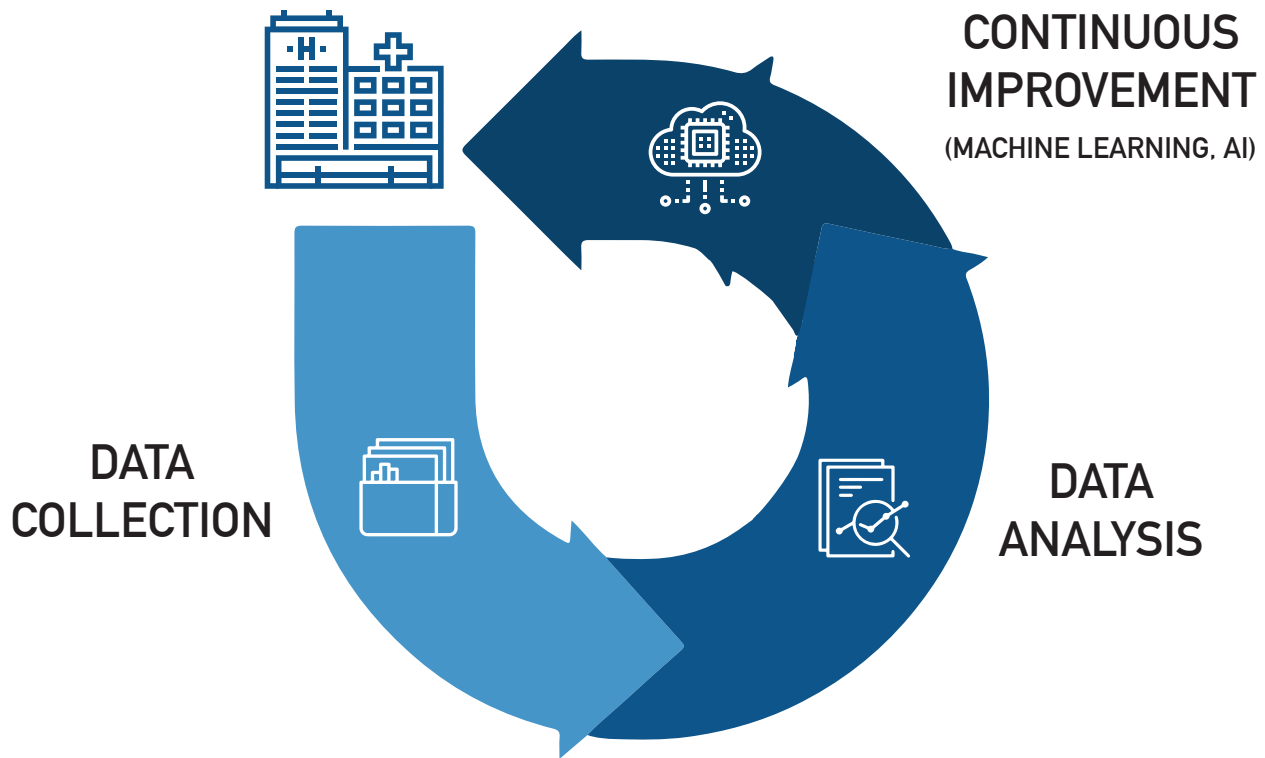 H
CONTINUOUS
IMPROVEMENT
(MACHINE LEARNING, AI)
DATA
COLLECTION
DATA
ANALYSIS